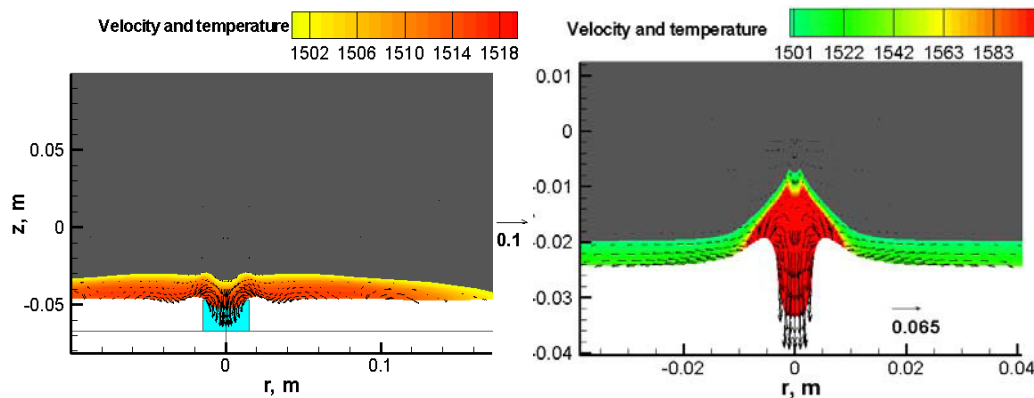 Velocity and temperature
1502 1506 1510 1514 1518
z, m
0.05
0
-0.05
0 0.1
r, m
0.1
Velocity and temperature
1501 1522 1542 1563 1583
0.01
0
-0.01
-0.02
-0.03
-0.04
-0.02 0 0.02 0.04
r, m
0.065